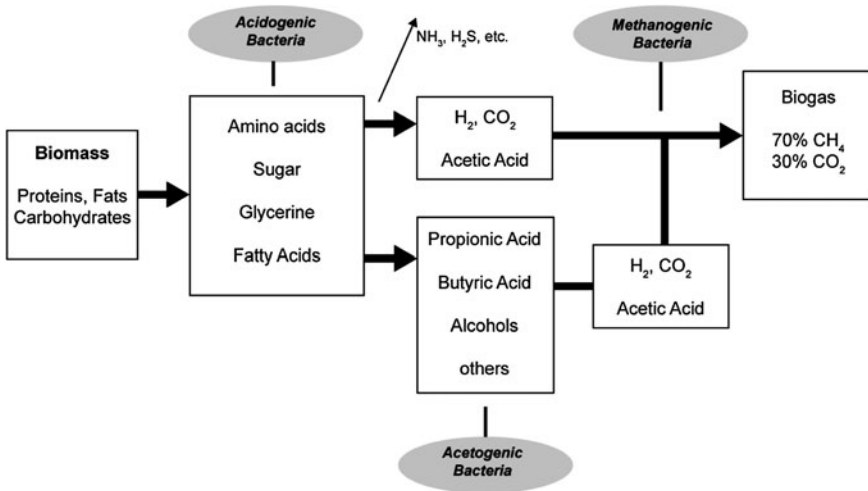 Acidogenic
Bacteria
NH₃, H₂S, etc.
Methanogenic
Bacteria
Biomass
Proteins, Fats
Carbohydrates
Amino acids
Sugar
Glycerine
Fatty Acids
H₂, CO₂
Acetic Acid
Propionic Acid
Butyric Acid
Alcohols
others
H₂, CO₂
Acetic Acid
Biogas
70% CH₄
30% CO₂
Acetogenic
Bacteria